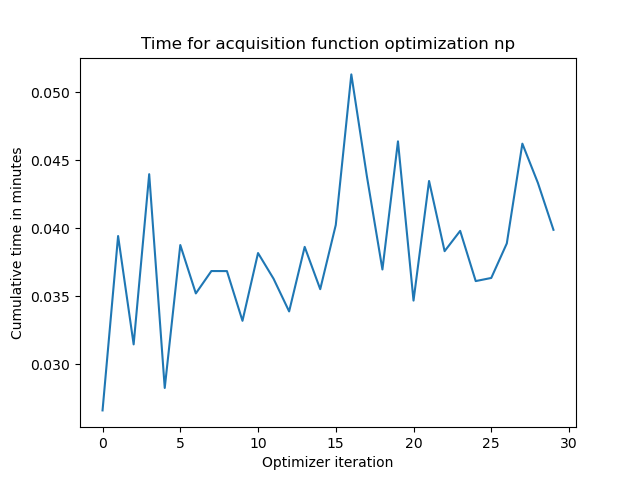 Time for acquisition function optimization np
0.050
0.045
0.040
0.035
0.030
Cumulative time in minutes
0 5 10 15 20 25 30
Optimizer iteration